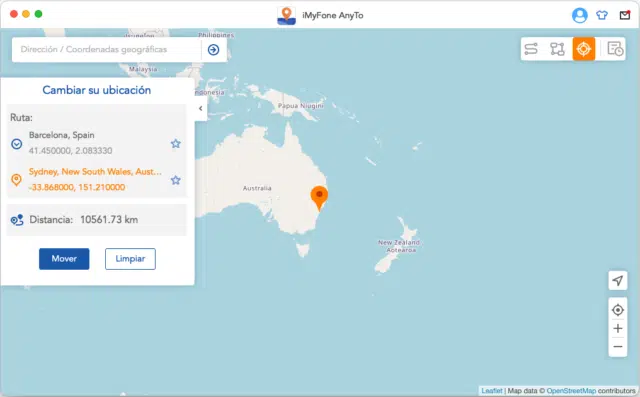 iMyFone AnyTo
Dirección / Coordenadas geográficas
Philippines
Malaysia
Indonesia
Papua Niugini
Australia
New Zealand
Aotearoa
Cambiar su ubicación
Ruta:
Barcelona, Spain
41.450000, 2.083330
Sydney, New South Wales, Aust...
-33.868000, 151.210000
Distancia: 10561.73 km
Mover
Limpiar
Leaflet | Map data © OpenStreetMap contributors